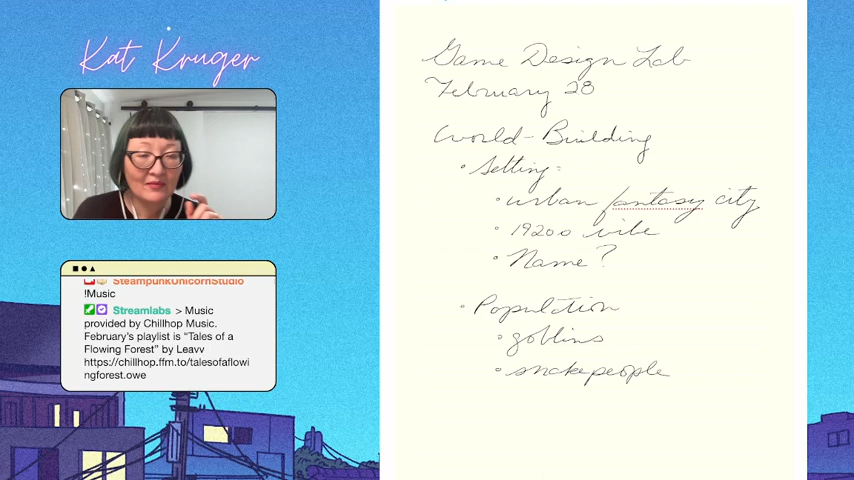 Kat Kruger
SteampunkUnicornStudio
!Music
Streamlabs > Music
provided by Chillhop Music.
February's playlist is "Tales of a
Flowing Forest" by Leavv
https://chillhop.ffm.to/talesofaflowi
ngforest.owe
Game Design Lab
February 28
World-Building
• Setting:
• urban fantasy city
• 1920s vibe
• Name?
• Population
• goblins
• snakepeople